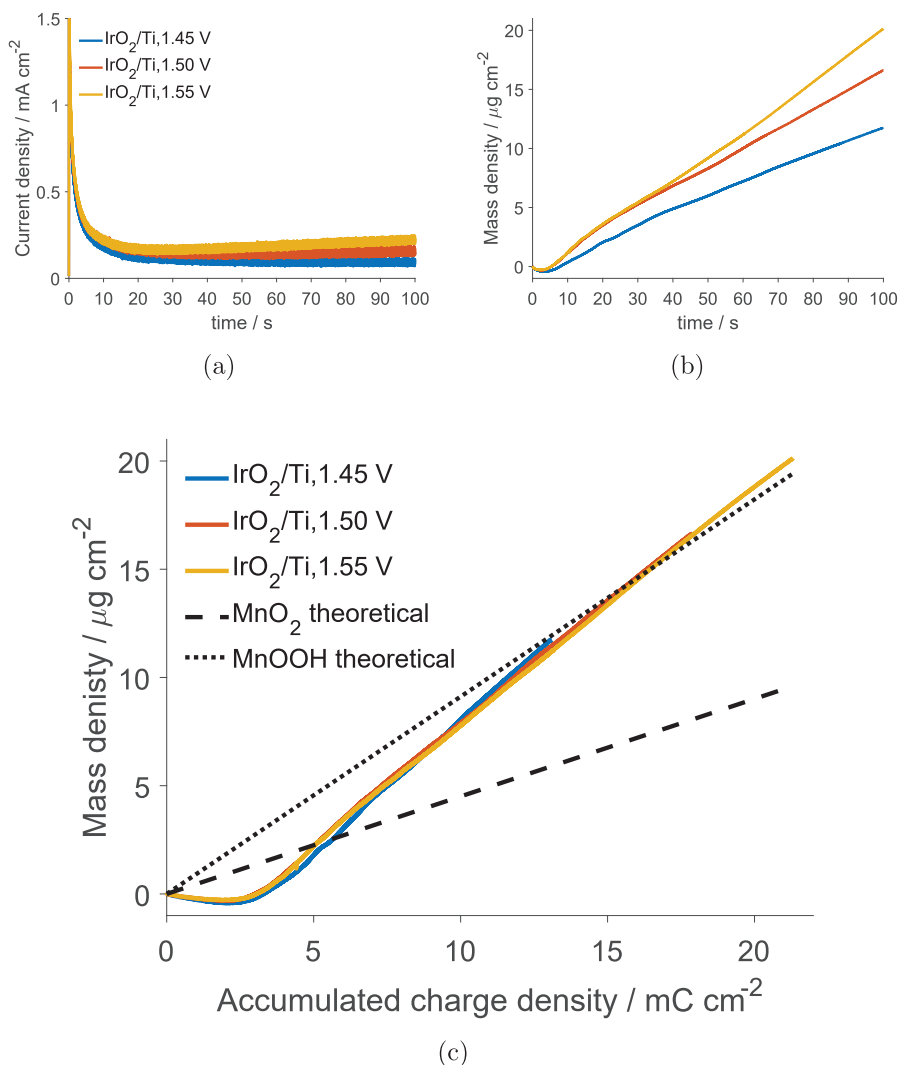 1.5
1
0.5
0
Current density / mA cm-2
IrO2/Ti,1.45 V
IrO2/Ti,1.50 V
IrO2/Ti,1.55 V
0 10 20 30 40 50 60 70 80 90 100
time / s
(a)
20
15
10
5
0
Mass density / μg cm-2
0 10 20 30 40 50 60 70 80 90 100
time / s
(b)
20
15
10
5
0
Mass denisty / μg cm-2
IrO2/Ti,1.45 V
IrO2/Ti,1.50 V
IrO2/Ti,1.55 V
MnO2 theoretical
MnOOH theoretical
0 5 10 15 20
Accumulated charge density / mC cm-2
(c)